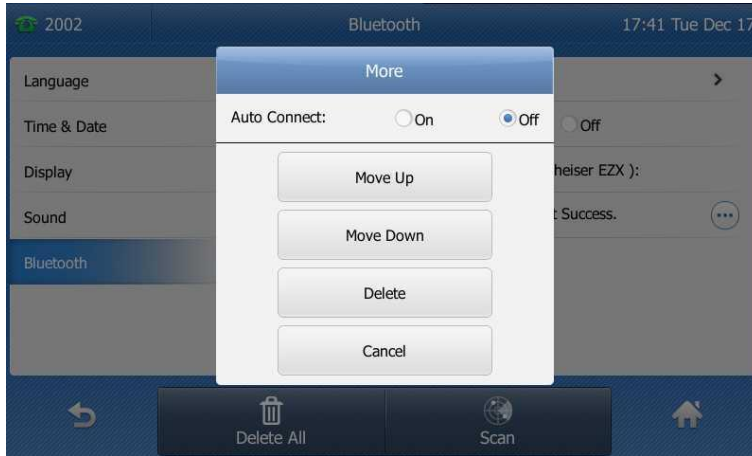 2002 Bluetooth 17:41 Tue Dec 17
More
Language
Auto Connect: On Off
Time & Date
Off
Move Up
Display
heiser EZX ):
Move Down
Sound
t Success.
Bluetooth
Delete
Cancel
Delete All Scan